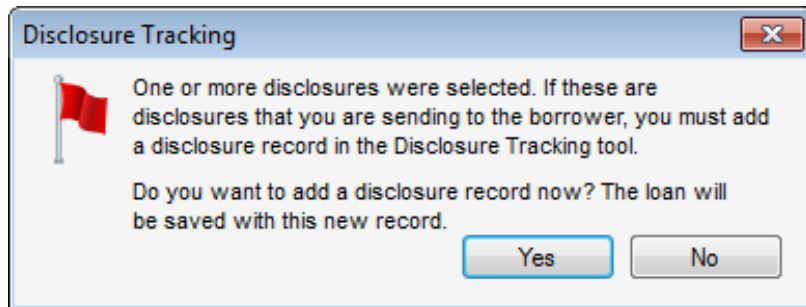 Disclosure Tracking
One or more disclosures were selected. If these are
disclosures that you are sending to the borrower, you must add
a disclosure record in the Disclosure Tracking tool.
Do you want to add a disclosure record now? The loan will
be saved with this new record.
Yes No